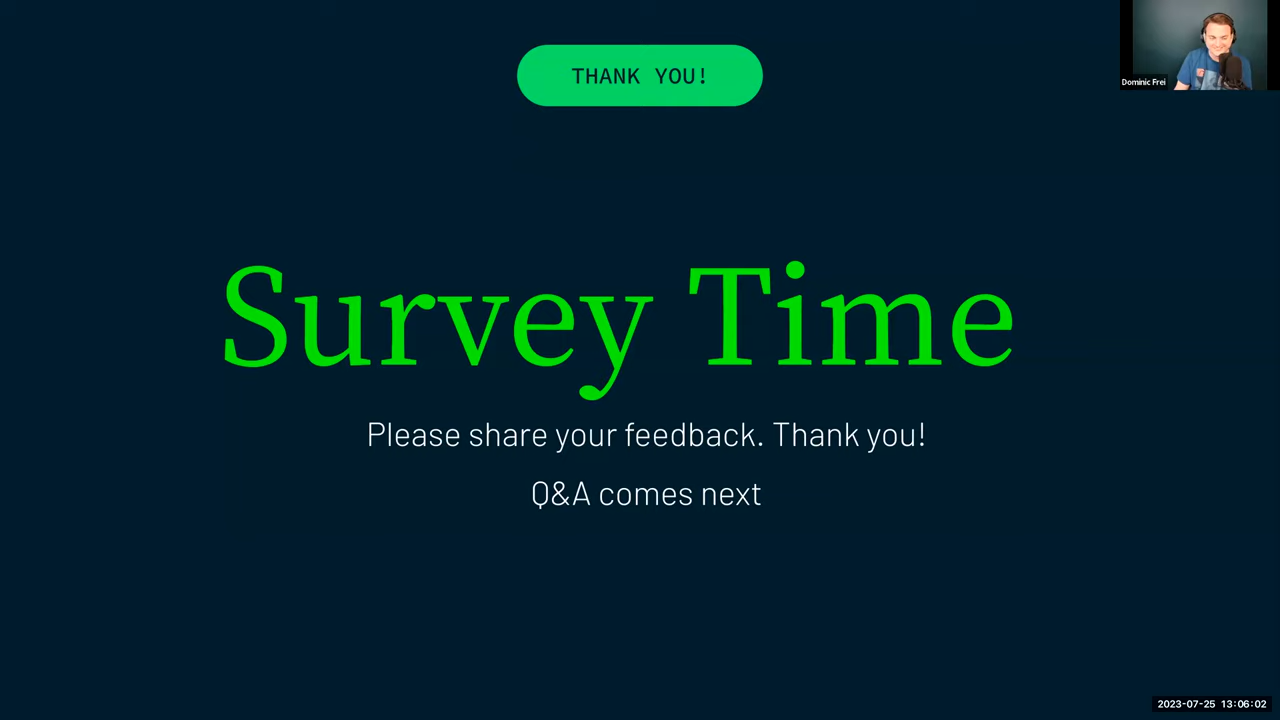 THANK YOU!
Dominic Frei
Survey Time
Please share your feedback. Thank you!
Q&A comes next
2023-07-25 13:06:02